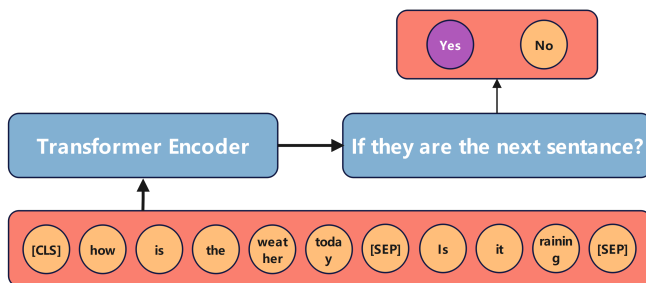 Yes No
Transformer Encoder If they are the next sentance?
[CLS] how is the weat toda [SEP] Is it rainin [SEP]
her y g